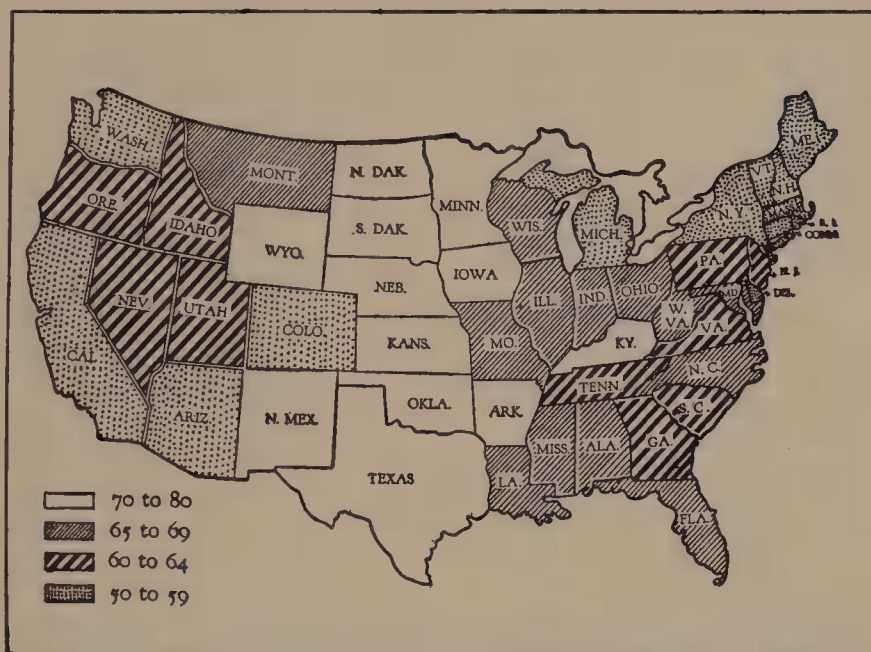 WASH.
MONT.
N. DAK.
MINN.
ME.
VT.
N.H.
ORE.
IDAHO
WYO.
S. DAK.
WIS.
MICH.
N.Y.
MASS.
R. I.
CONN.
NEB.
IOWA
PA.
N. J.
NEV.
UTAH
COLO.
ILL.
IND.
OHIO
MD.
DEL.
W.
VA.
VA.
CAL.
KANS.
MO.
KY.
N. C.
TENN.
ARIZ.
N. MEX.
OKLA.
ARK.
S. C.
GA.
MISS.
ALA.
TEXAS
LA.
FLA.
70 to 80
65 to 69
60 to 64
50 to 59